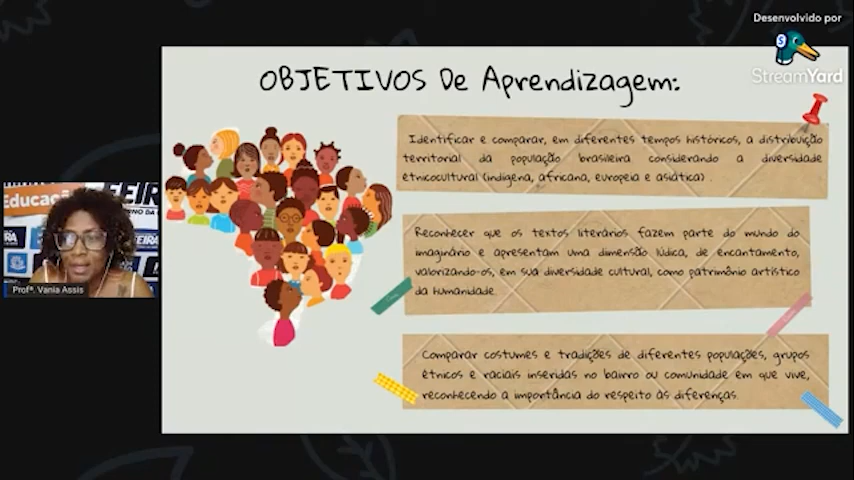 Desenvolvido por
StreamYard
OBJETIVOS De Aprendizagem:
Identificar e comparar, em diferentes tempos históricos, a distribuição
territorial da população brasileira considerando a diversidade
etnicocultural (indígena, africana, europeia e asiática) .
Reconhecer que os textos literários fazem parte do mundo do
imaginário e apresentam uma dimensão lúdica, de encantamento,
valorizando-os, em sua diversidade cultural, como patrimônio artístico
da humanidade.
Comparar costumes e tradições de diferentes populações, grupos
étnicos e raciais inseridas no bairro ou comunidade em que vive,
reconhecendo a importância do respeito às diferenças.
Educação
FEIRA
Profª. Vania Assis